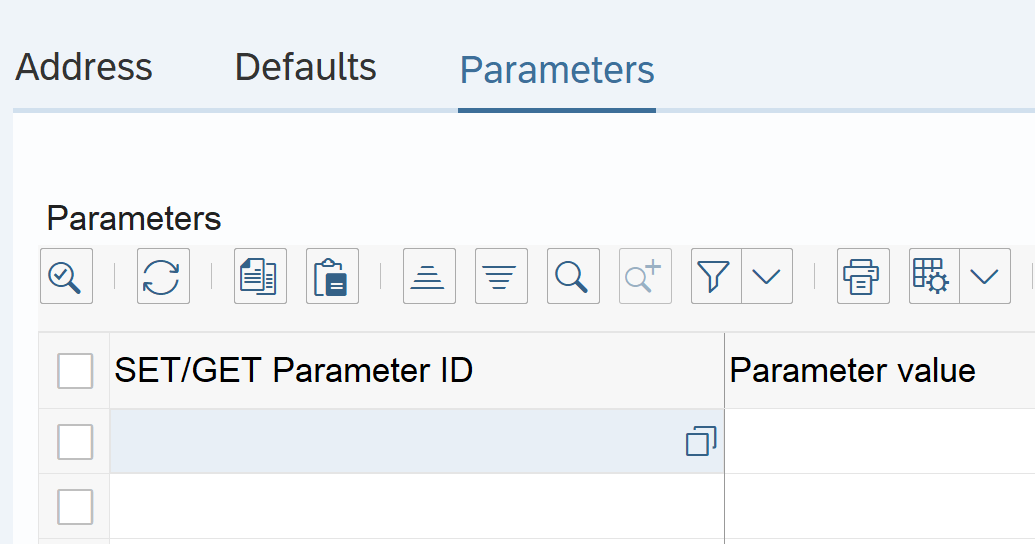 Address Defaults Parameters
Parameters
SET/GET Parameter ID Parameter value